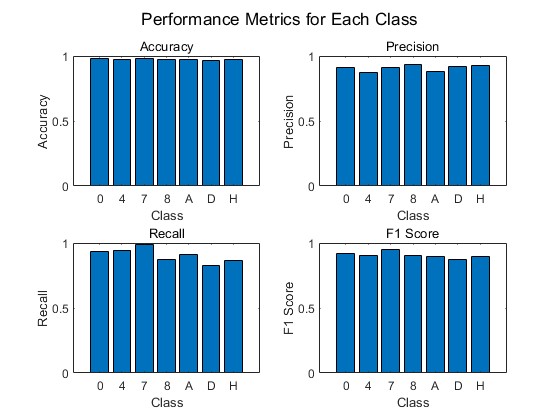 Performance Metrics for Each Class
Accuracy
1
0.5
0
Accuracy
0 4 7 8 A D H
Class
Precision
1
0.5
0
Precision
0 4 7 8 A D H
Class
Recall
1
0.5
0
Recall
0 4 7 8 A D H
Class
F1 Score
1
0.5
0
F1 Score
0 4 7 8 A D H
Class